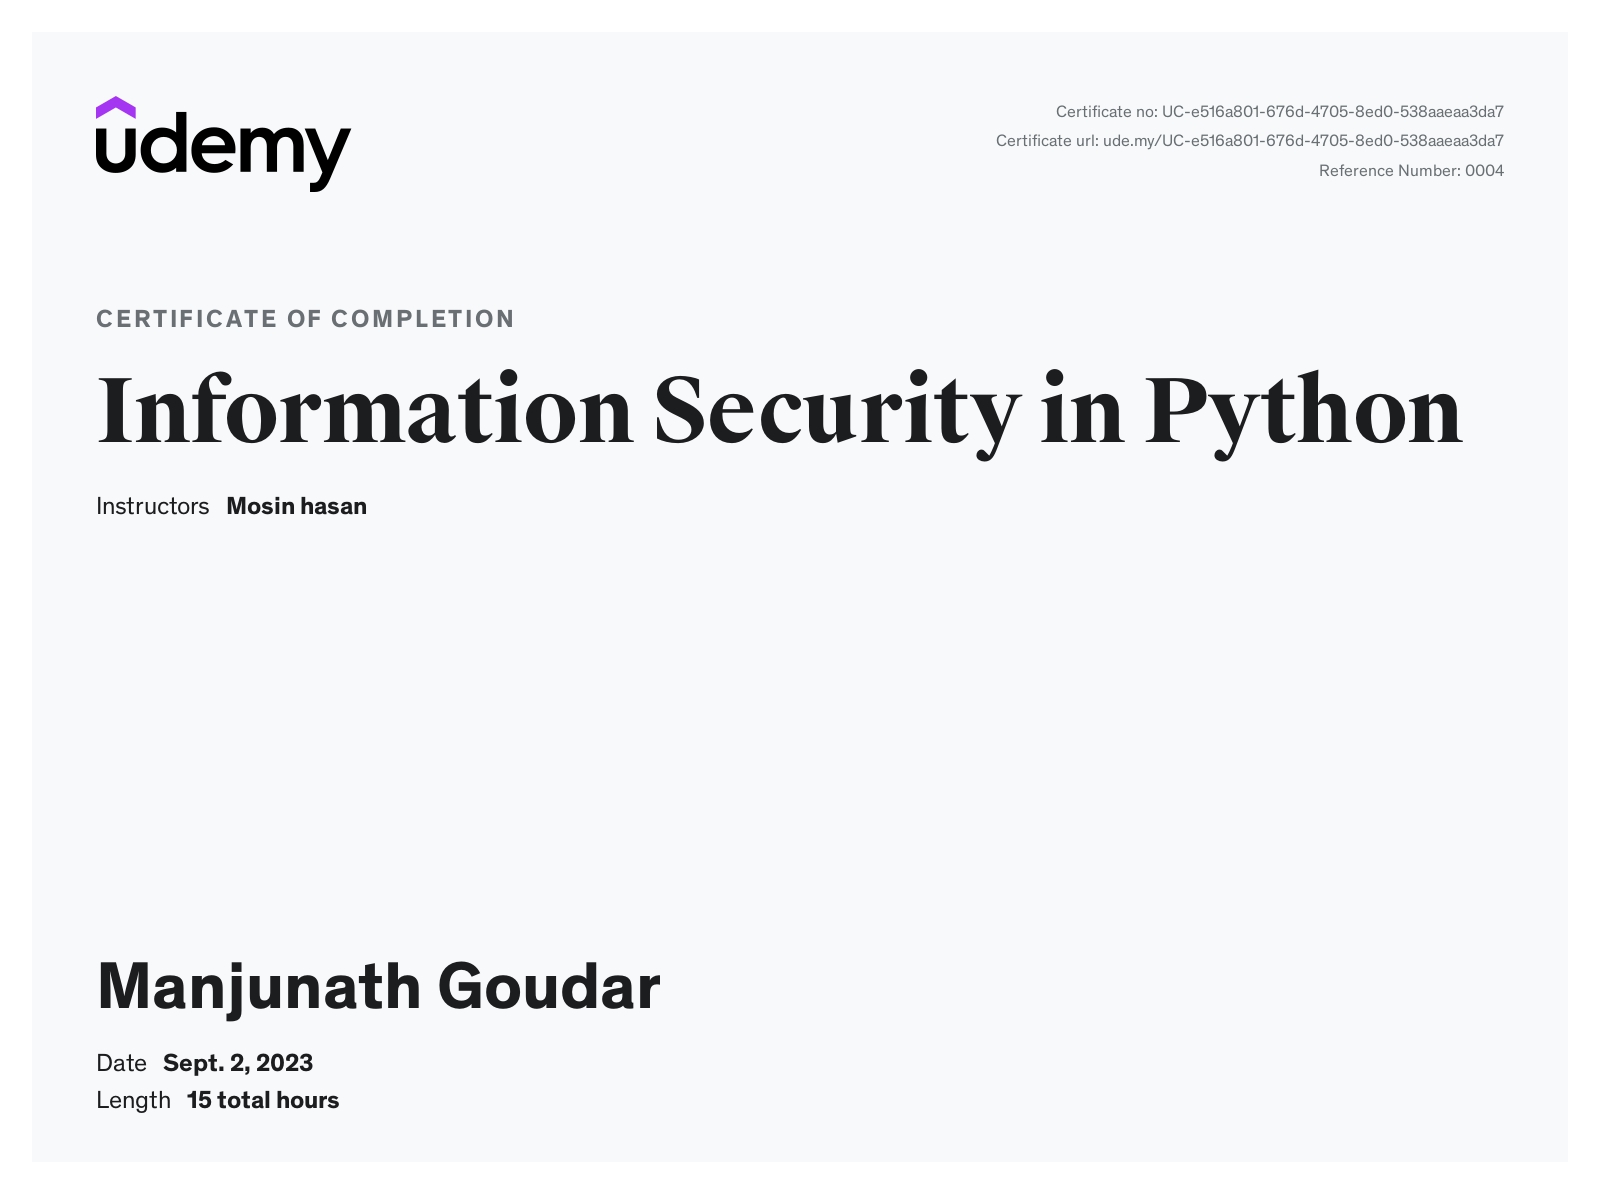 udemy
Certificate no: UC-e516a801-676d-4705-8ed0-538aaeaa3da7
Certificate url: ude.my/UC-e516a801-676d-4705-8ed0-538aaeaa3da7
Reference Number: 0004
CERTIFICATE OF COMPLETION
Information Security in Python
Instructors Mosin hasan
Manjunath Goudar
Date Sept. 2, 2023
Length 15 total hours